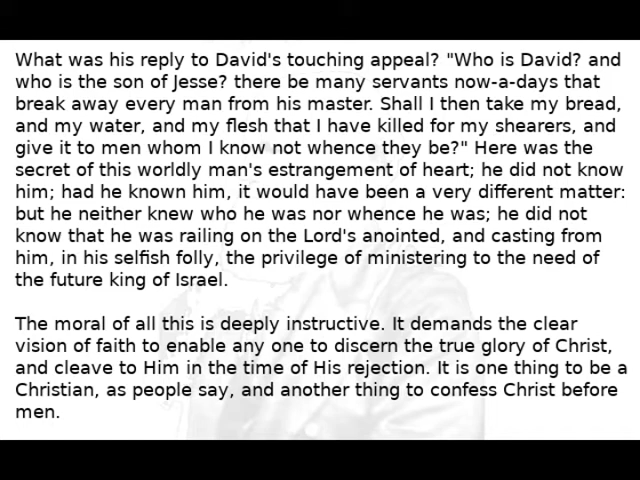 What was his reply to David's touching appeal? "Who is David? and
who is the son of Jesse? there be many servants now-a-days that
break away every man from his master. Shall I then take my bread,
and my water, and my flesh that I have killed for my shearers, and
give it to men whom I know not whence they be?" Here was the
secret of this worldly man's estrangement of heart; he did not know
him; had he known him, it would have been a very different matter:
but he neither knew who he was nor whence he was; he did not
know that he was railing on the Lord's anointed, and casting from
him, in his selfish folly, the privilege of ministering to the need of
the future king of Israel.
The moral of all this is deeply instructive. It demands the clear
vision of faith to enable any one to discern the true glory of Christ,
and cleave to Him in the time of His rejection. It is one thing to be a
Christian, as people say, and another thing to confess Christ before
men.